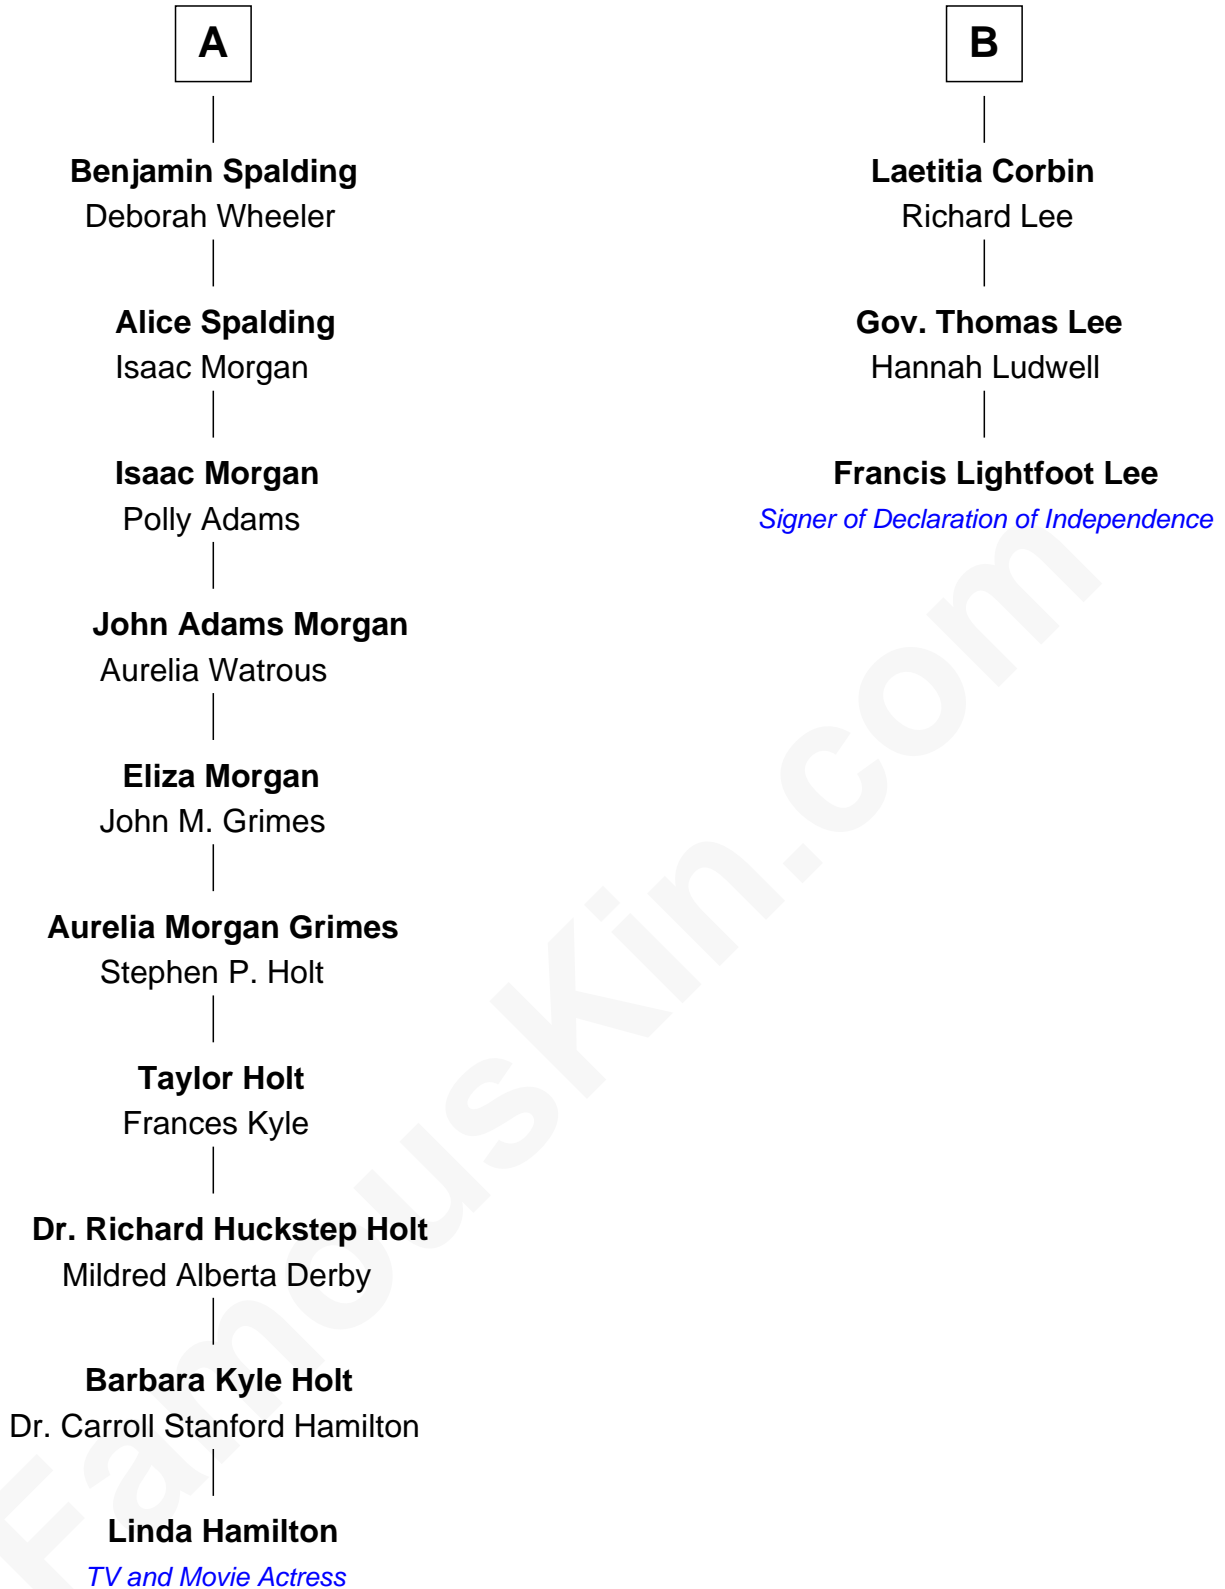 A
Benjamin Spalding
Deborah Wheeler
Alice Spalding
Isaac Morgan
Isaac Morgan
Polly Adams
John Adams Morgan
Aurelia Watrous
Eliza Morgan
John M. Grimes
Aurelia Morgan Grimes
Stephen P. Holt
Taylor Holt
Frances Kyle
Dr. Richard Huckstep Holt
Mildred Alberta Derby
Barbara Kyle Holt
Dr. Carroll Stanford Hamilton
Linda Hamilton
TV and Movie Actress
B
Laetitia Corbin
Richard Lee
Gov. Thomas Lee
Hannah Ludwell
Francis Lightfoot Lee
Signer of Declaration of Independence
FamousKin.com